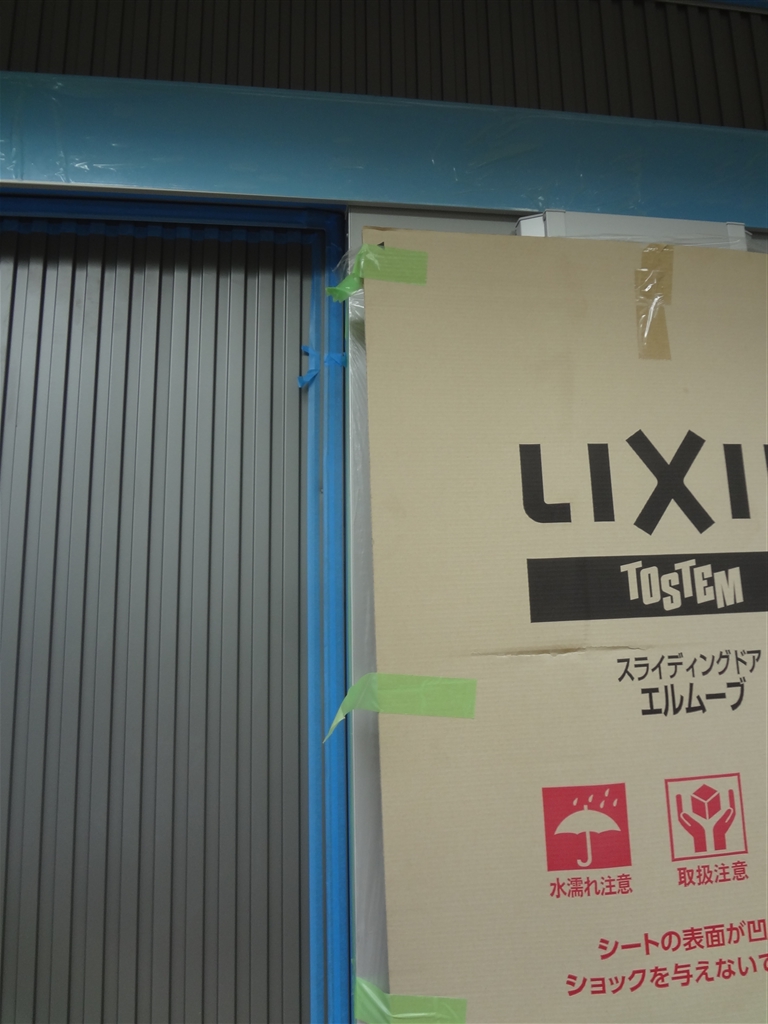 LIXI
TOSTEM
スライディングドア
エルムーブ
水濡れ注意
取扱注意
シートの表面が凹
ショックを与えないで